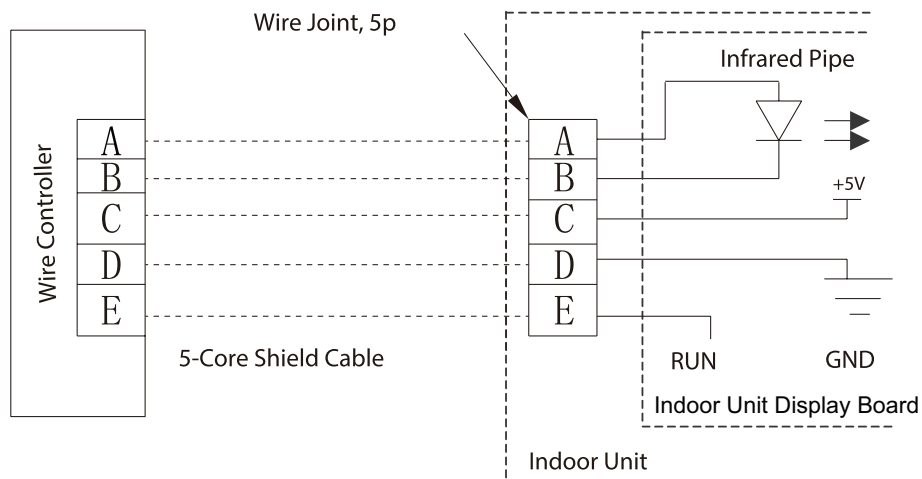 Wire Joint, 5p
Infrared Pipe
Wire Controller
A
B
C
D
E
A
B
C
D
E
+5V
5-Core Shield Cable
RUN
GND
Indoor Unit Display Board
Indoor Unit